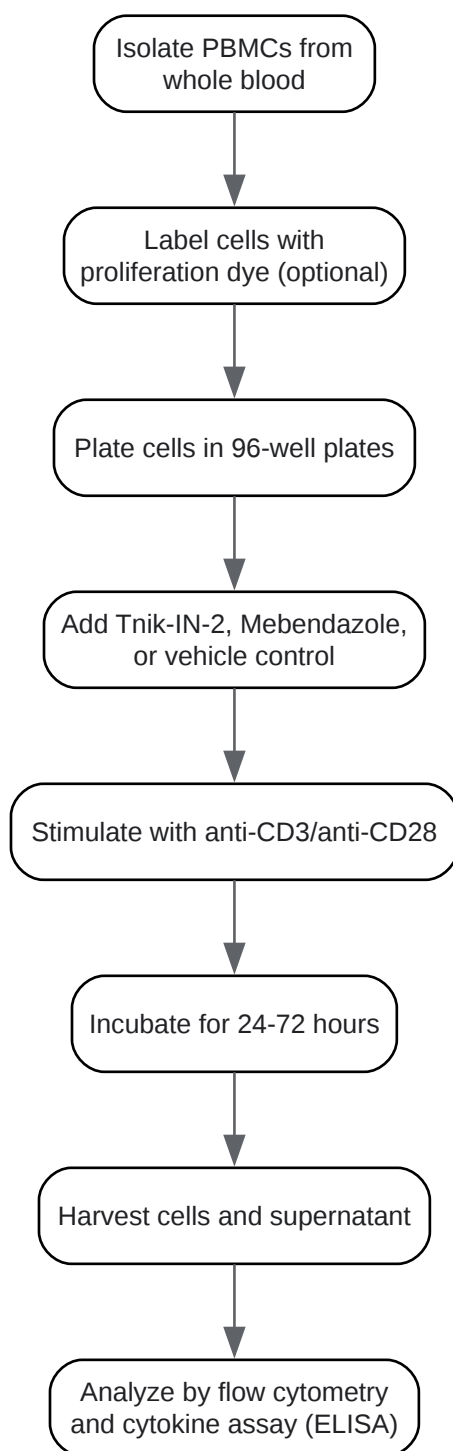 Isolate PBMCs from
whole blood
Label cells with
proliferation dye (optional)
Plate cells in 96-well plates
Add Tnik-IN-2, Mebendazole,
or vehicle control
Stimulate with anti-CD3/anti-CD28
Incubate for 24-72 hours
Harvest cells and supernatant
Analyze by flow cytometry
and cytokine assay (ELISA)